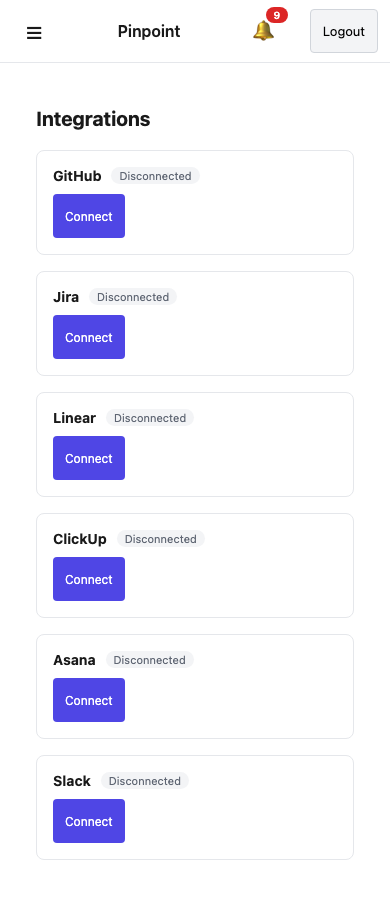 Pinpoint
9
Logout
Integrations
GitHub Disconnected
Connect
Jira Disconnected
Connect
Linear Disconnected
Connect
ClickUp Disconnected
Connect
Asana Disconnected
Connect
Slack Disconnected
Connect